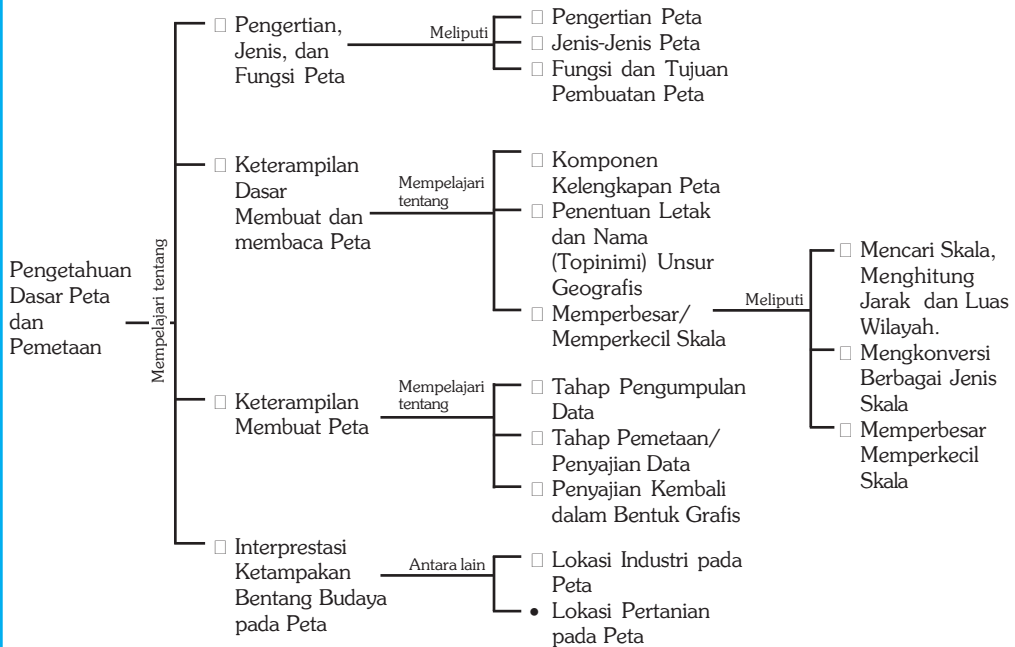 Pengetahuan
Dasar Peta
dan
Pemetaan
Mempelajari tentang
□ Pengertian,
Jenis, dan
Fungsi Peta
Meliputi
□ Pengertian Peta
□ Jenis-Jenis Peta
□ Fungsi dan Tujuan
Pembuatan Peta
□ Keterampilan
Dasar
Membuat dan
membaca Peta
Mempelajari
tentang
□ Komponen
Kelengkapan Peta
□ Penentuan Letak
dan Nama
(Topinimi) Unsur
Geografis
□ Memperbesar/
Memperkecil Skala
Meliputi
□ Mencari Skala,
Menghitung
Jarak dan Luas
Wilayah.
□ Mengkonversi
Berbagai Jenis
Skala
□ Memperbesar
Memperkecil
Skala
□ Keterampilan
Membuat Peta
Mempelajari
tentang
□ Tahap Pengumpulan
Data
□ Tahap Pemetaan/
Penyajian Data
□ Penyajian Kembali
dalam Bentuk Grafis
□ Interprestasi
Ketampakan
Bentang Budaya
pada Peta
Antara lain
□ Lokasi Industri pada
Peta
• Lokasi Pertanian
pada Peta